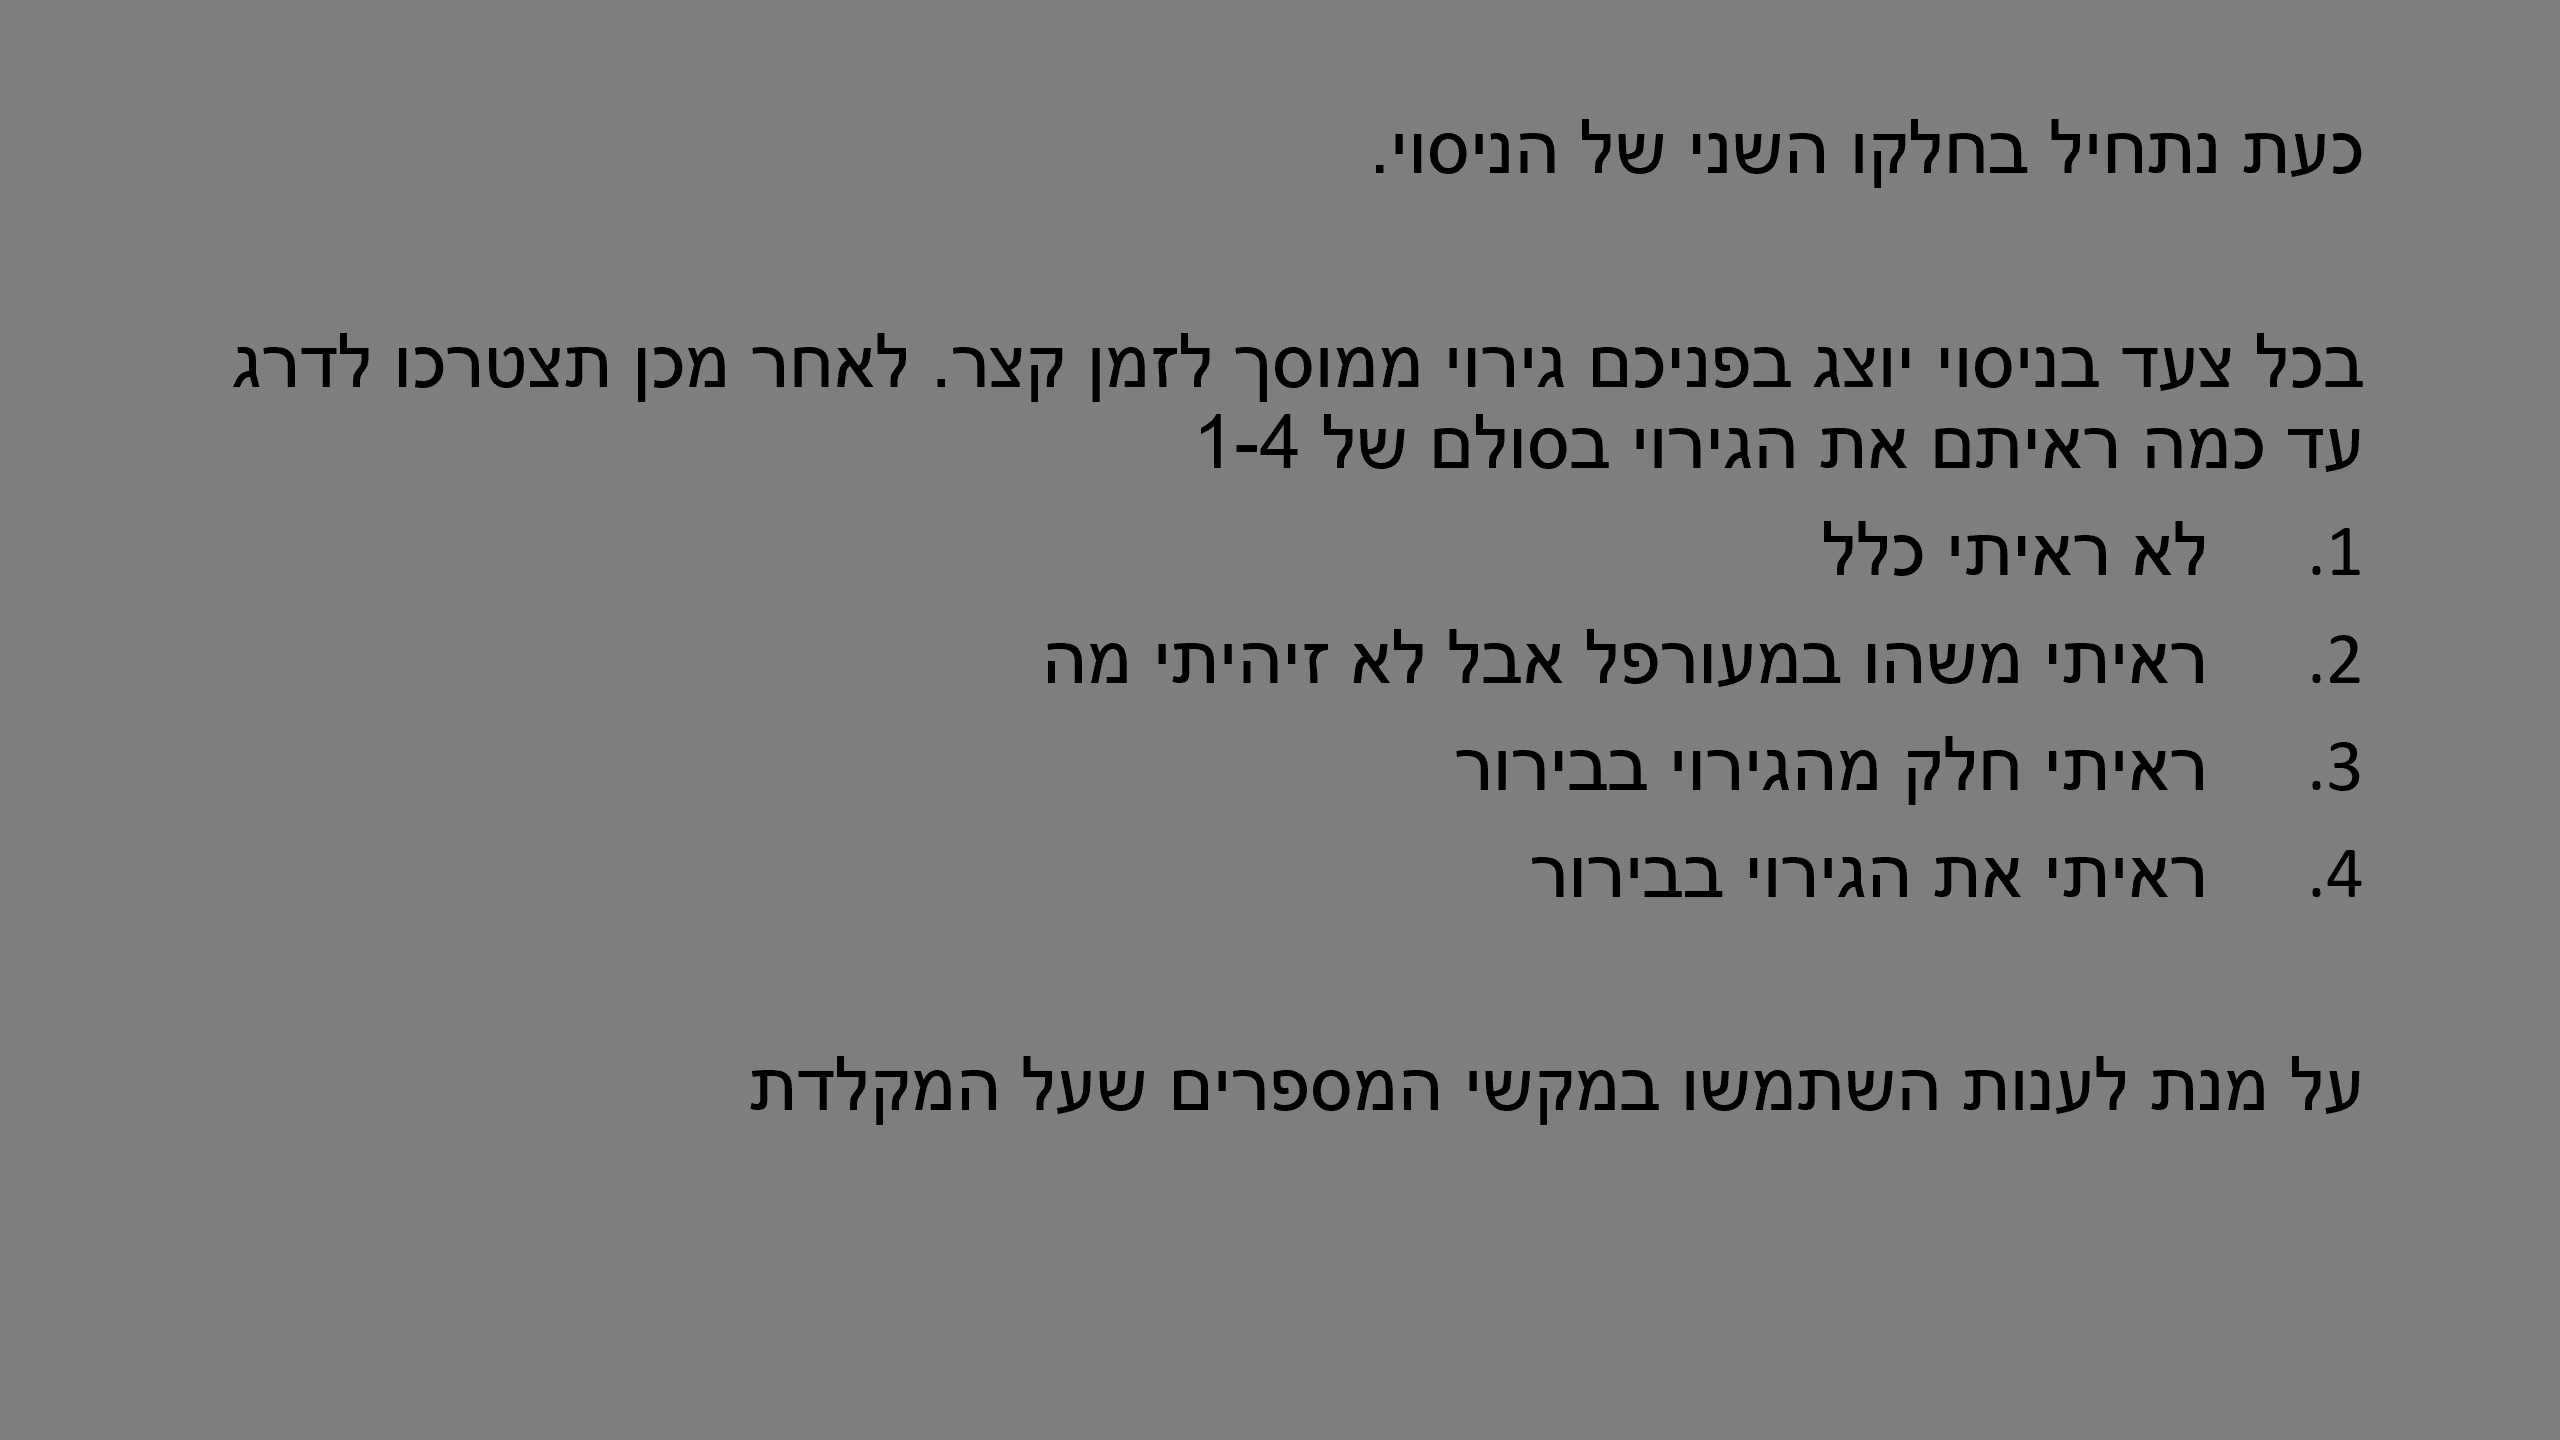 כעת נתחיל בחלקו השני של הניסוי.
בכל צעד בניסוי יוצג בפניכם גירוי ממוסך לזמן קצר. לאחר מכן תצטרכו לדרג
עד כמה ראיתם את הגירוי בסולם של 1-4
1. לא ראיתי כלל
2. ראיתי משהו במעורפל אבל לא זיהיתי מה
3. ראיתי חלק מהגירוי בבירור
4. ראיתי את הגירוי בבירור
על מנת לענות השתמשו במקשי המספרים שעל המקלדת